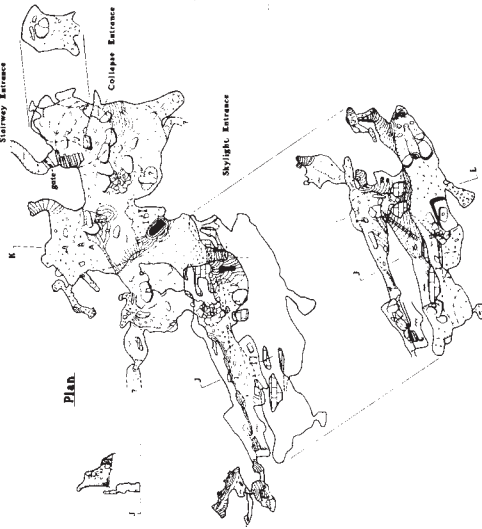 Stairway Entrance
Collapse Entrance
gate
Skylight Entrance
K
Plan
J
J
L